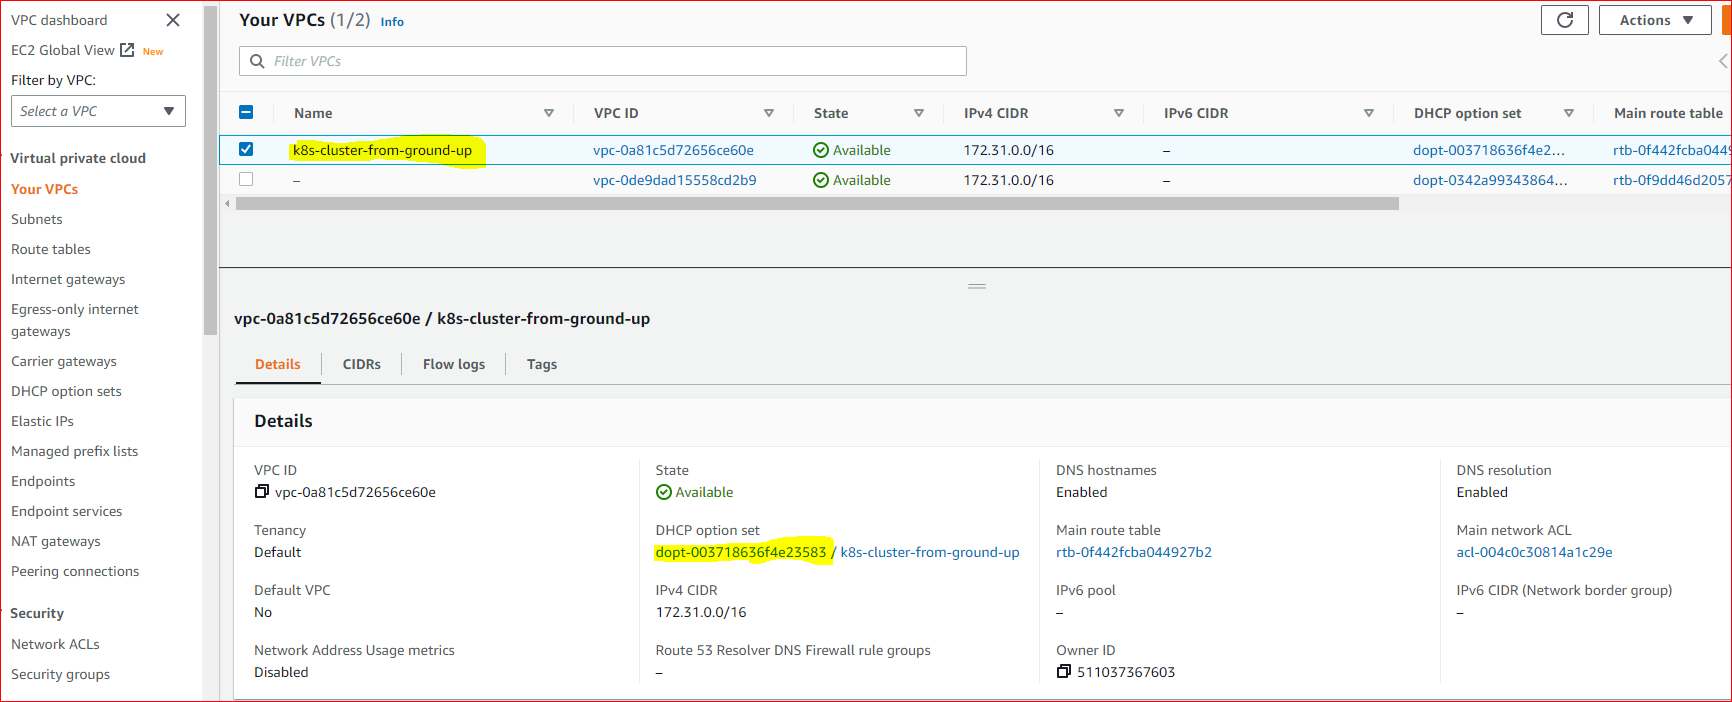 VPC dashboard
EC2 Global View New
Filter by VPC:
Select a VPC
Virtual private cloud
Your VPCs
Subnets
Route tables
Internet gateways
Egress-only internet
gateways
Carrier gateways
DHCP option sets
Elastic IPs
Managed prefix lists
Endpoints
Endpoint services
NAT gateways
Peering connections
Security
Network ACLs
Security groups
Your VPCs (1/2) Info
Actions
Filter VPCs
Name VPC ID State IPv4 CIDR IPv6 CIDR DHCP option set Main route table
k8s-cluster-from-ground-up vpc-0a81c5d72656ce60e Available 172.31.0.0/16 – dopt-003718636f4e2... rtb-0f442fcba0449
– vpc-0de9dad15558cd2b9 Available 172.31.0.0/16 – dopt-0342a99343864... rtb-0f9dd46d2057
vpc-0a81c5d72656ce60e / k8s-cluster-from-ground-up
Details CIDRs Flow logs Tags
Details
VPC ID State DNS hostnames DNS resolution
vpc-0a81c5d72656ce60e Available Enabled Enabled
Tenancy DHCP option set Main route table Main network ACL
Default dopt-003718636f4e23583 / k8s-cluster-from-ground-up rtb-0f442fcba044927b2 acl-004c0c30814a1c29e
Default VPC IPv4 CIDR IPv6 pool IPv6 CIDR (Network border group)
No 172.31.0.0/16 – –
Network Address Usage metrics Route 53 Resolver DNS Firewall rule groups Owner ID
Disabled – 511037367603